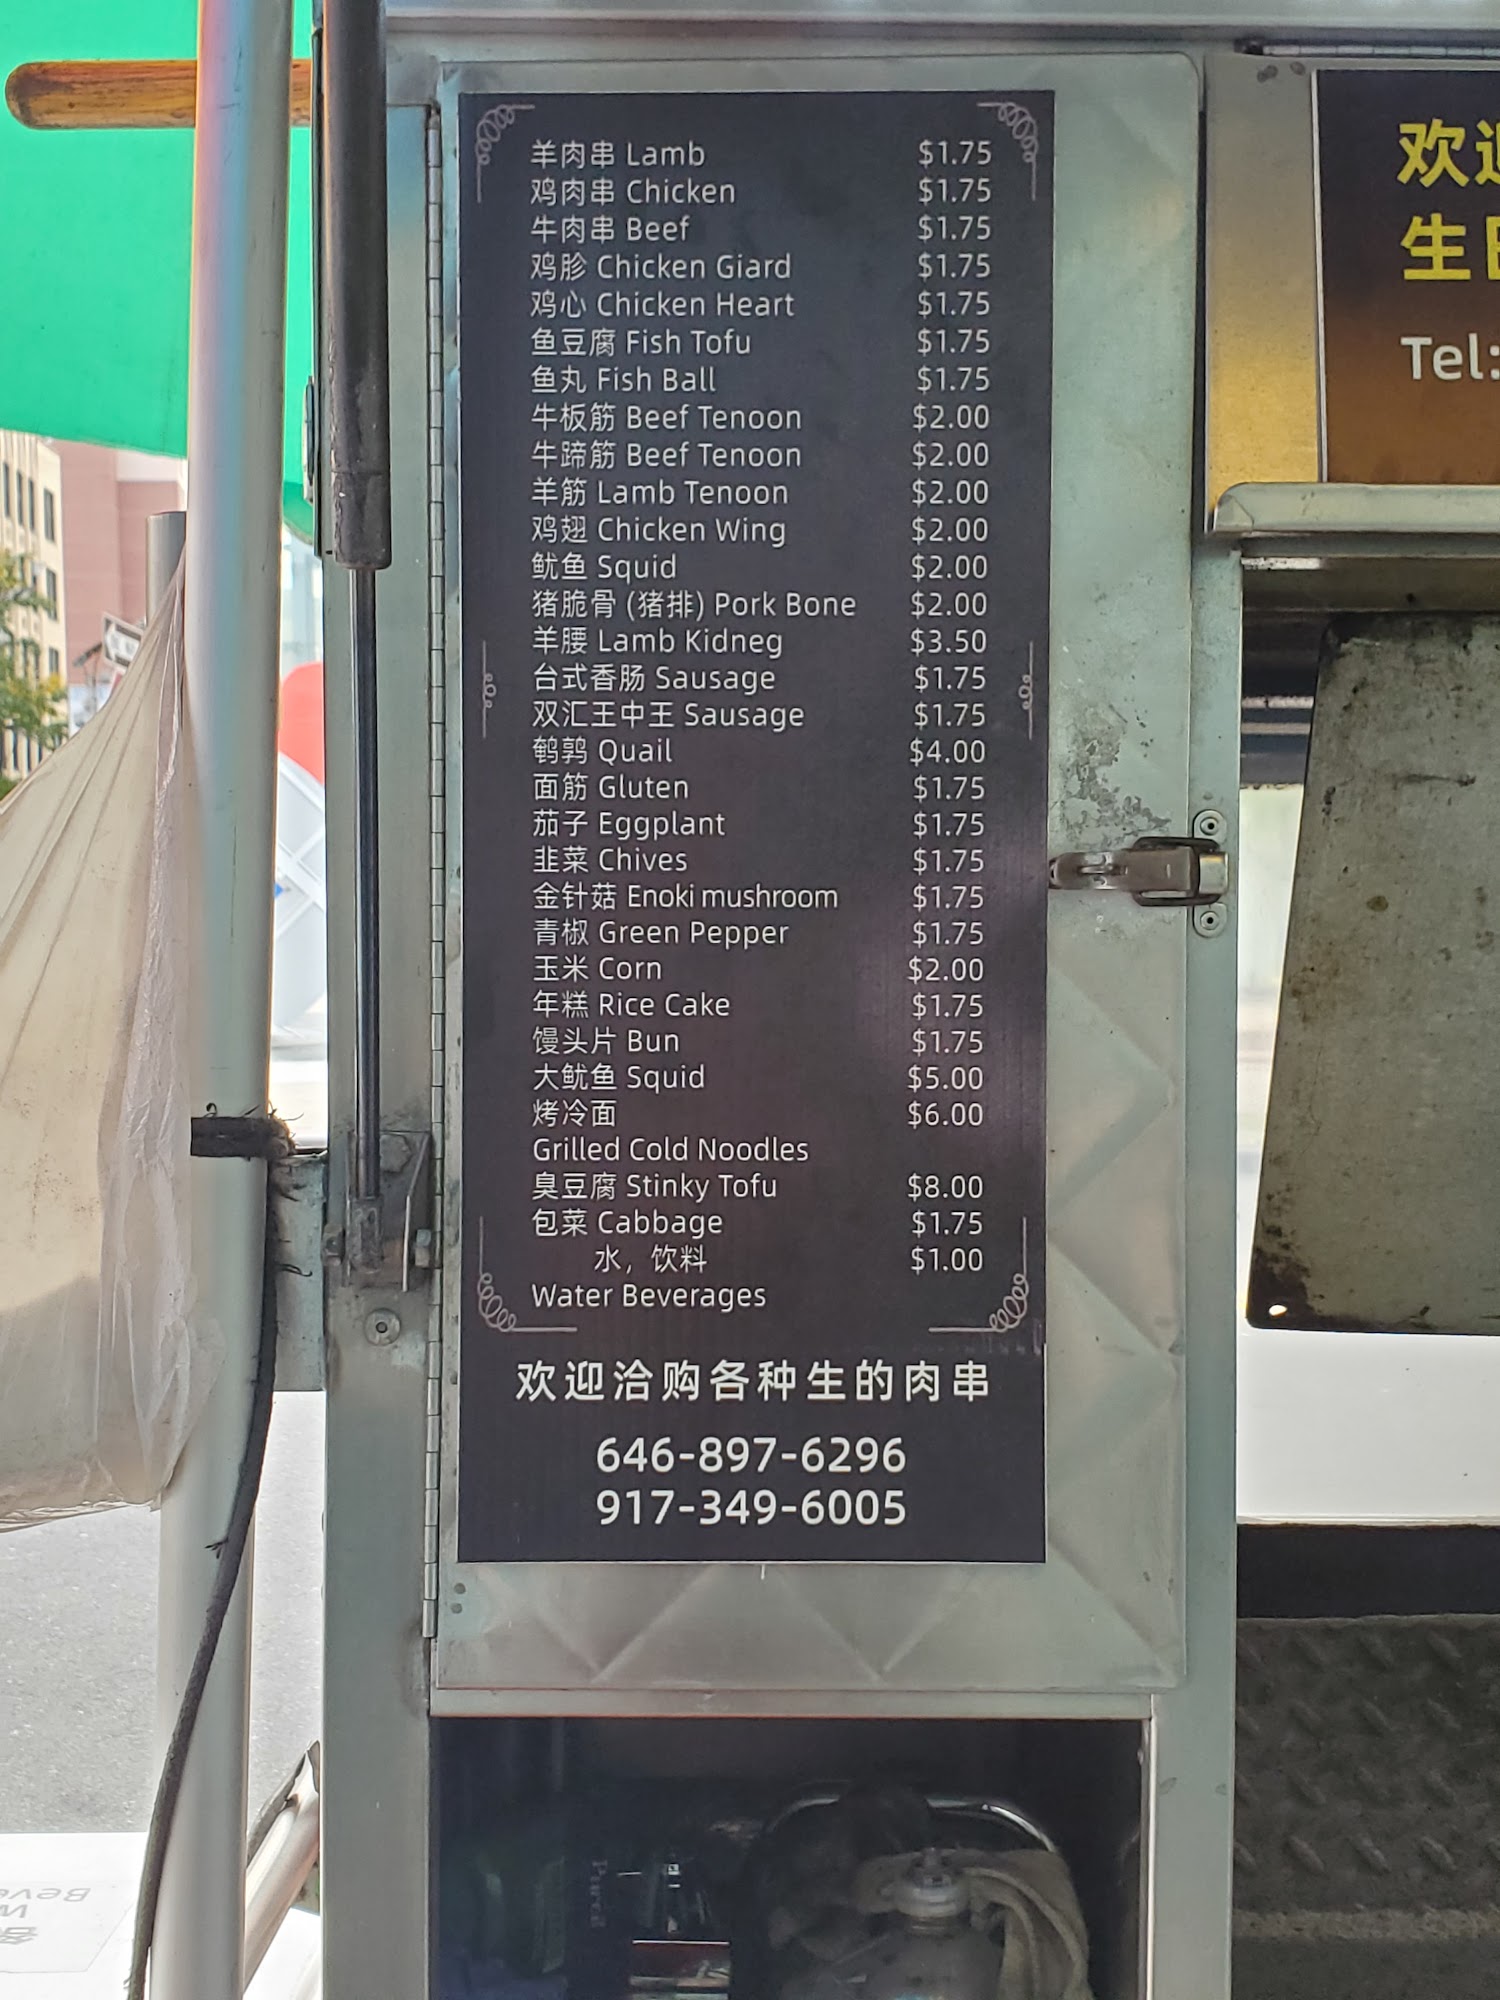 羊肉串 Lamb $1.75
鸡肉串 Chicken $1.75
牛肉串 Beef $1.75
鸡胗 Chicken Giard $1.75
鸡心 Chicken Heart $1.75
鱼豆腐 Fish Tofu $1.75
鱼丸 Fish Ball $1.75
牛板筋 Beef Tenoon $2.00
牛蹄筋 Beef Tenoon $2.00
羊筋 Lamb Tenoon $2.00
鸡翅 Chicken Wing $2.00
鱿鱼 Squid $2.00
猪脆骨 (猪排) Pork Bone $2.00
羊腰 Lamb Kidneg $3.50
台式香肠 Sausage $1.75
双汇王中王 Sausage $1.75
鹌鹑 Quail $4.00
面筋 Gluten $1.75
茄子 Eggplant $1.75
韭菜 Chives $1.75
金针菇 Enoki mushroom $1.75
青椒 Green Pepper $1.75
玉米 Corn $2.00
年糕 Rice Cake $1.75
馒头片 Bun $1.75
大鱿鱼 Squid $5.00
烤冷面 $6.00
Grilled Cold Noodles
臭豆腐 Stinky Tofu $8.00
包菜 Cabbage $1.75
水，饮料 $1.00
Water Beverages
欢迎洽购各种生的肉串
646-897-6296
917-349-6005
欢迎
生日
Tel: